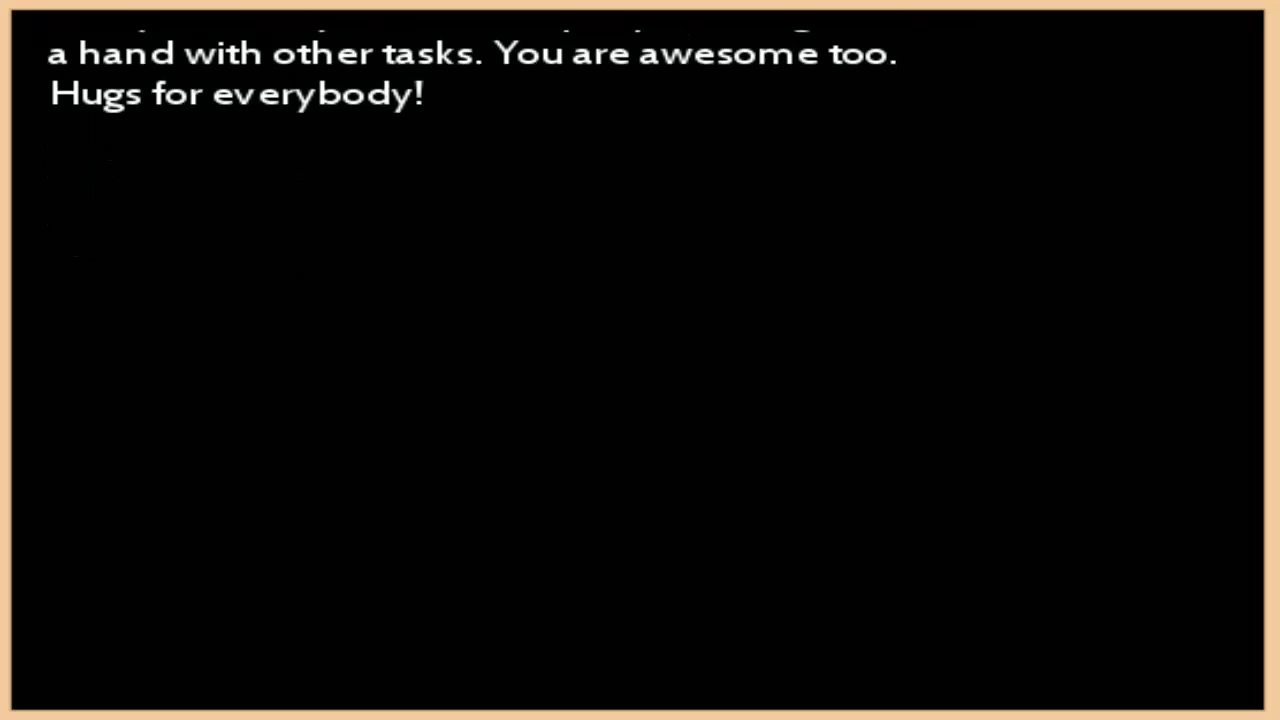 a hand with other tasks. You are awesome too.
Hugs for everybody!